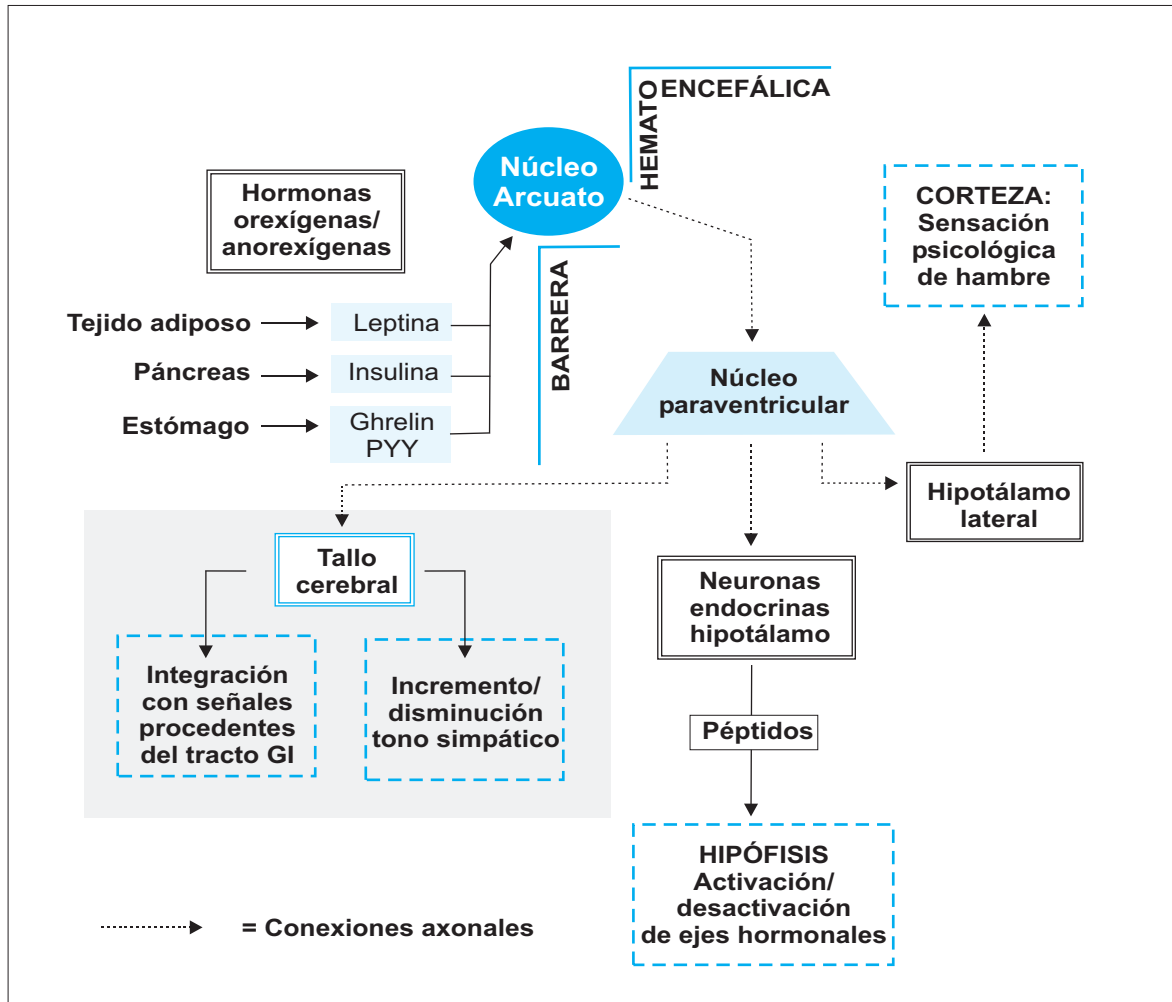 HEMATO
ENCEFÁLICA
Núcleo
Arcuato
Hormonas
orexígenas/
anorexígenas
CORTEZA:
Sensación
psicológica
de hambre
BARRERA
Tejido adiposo
Leptina
Páncreas
Insulina
Estómago
Ghrelin
PYY
Núcleo
paraventricular
Hipotálamo
lateral
Tallo
cerebral
Neuronas
endocrinas
hipotálamo
Integración
con señales
procedentes
del tracto GI
Incremento/
disminución
tono simpático
Péptidos
HIPÓFISIS
Activación/
desactivación
de ejes hormonales
= Conexiones axonales